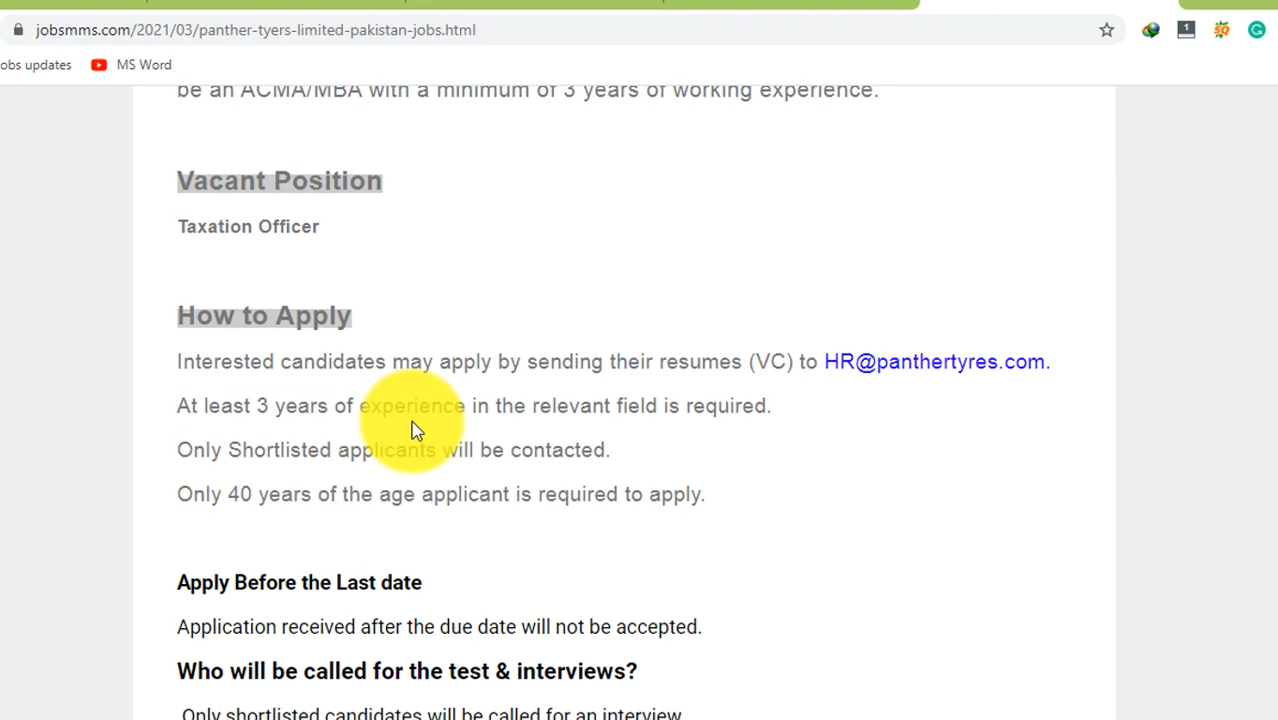 jobsmms.com/2021/03/panther-tyers-limited-pakistan-jobs.html
1
obs updates MS Word
be an ACMA/MBA with a minimum of 3 years of working experience.
Vacant Position
Taxation Officer
How to Apply
Interested candidates may apply by sending their resumes (VC) to HR@panthertyres.com.
At least 3 years of experience in the relevant field is required.
Only Shortlisted applicants will be contacted.
Only 40 years of the age applicant is required to apply.
Apply Before the Last date
Application received after the due date will not be accepted.
Who will be called for the test & interviews?
Only shortlisted candidates will be called for an interview